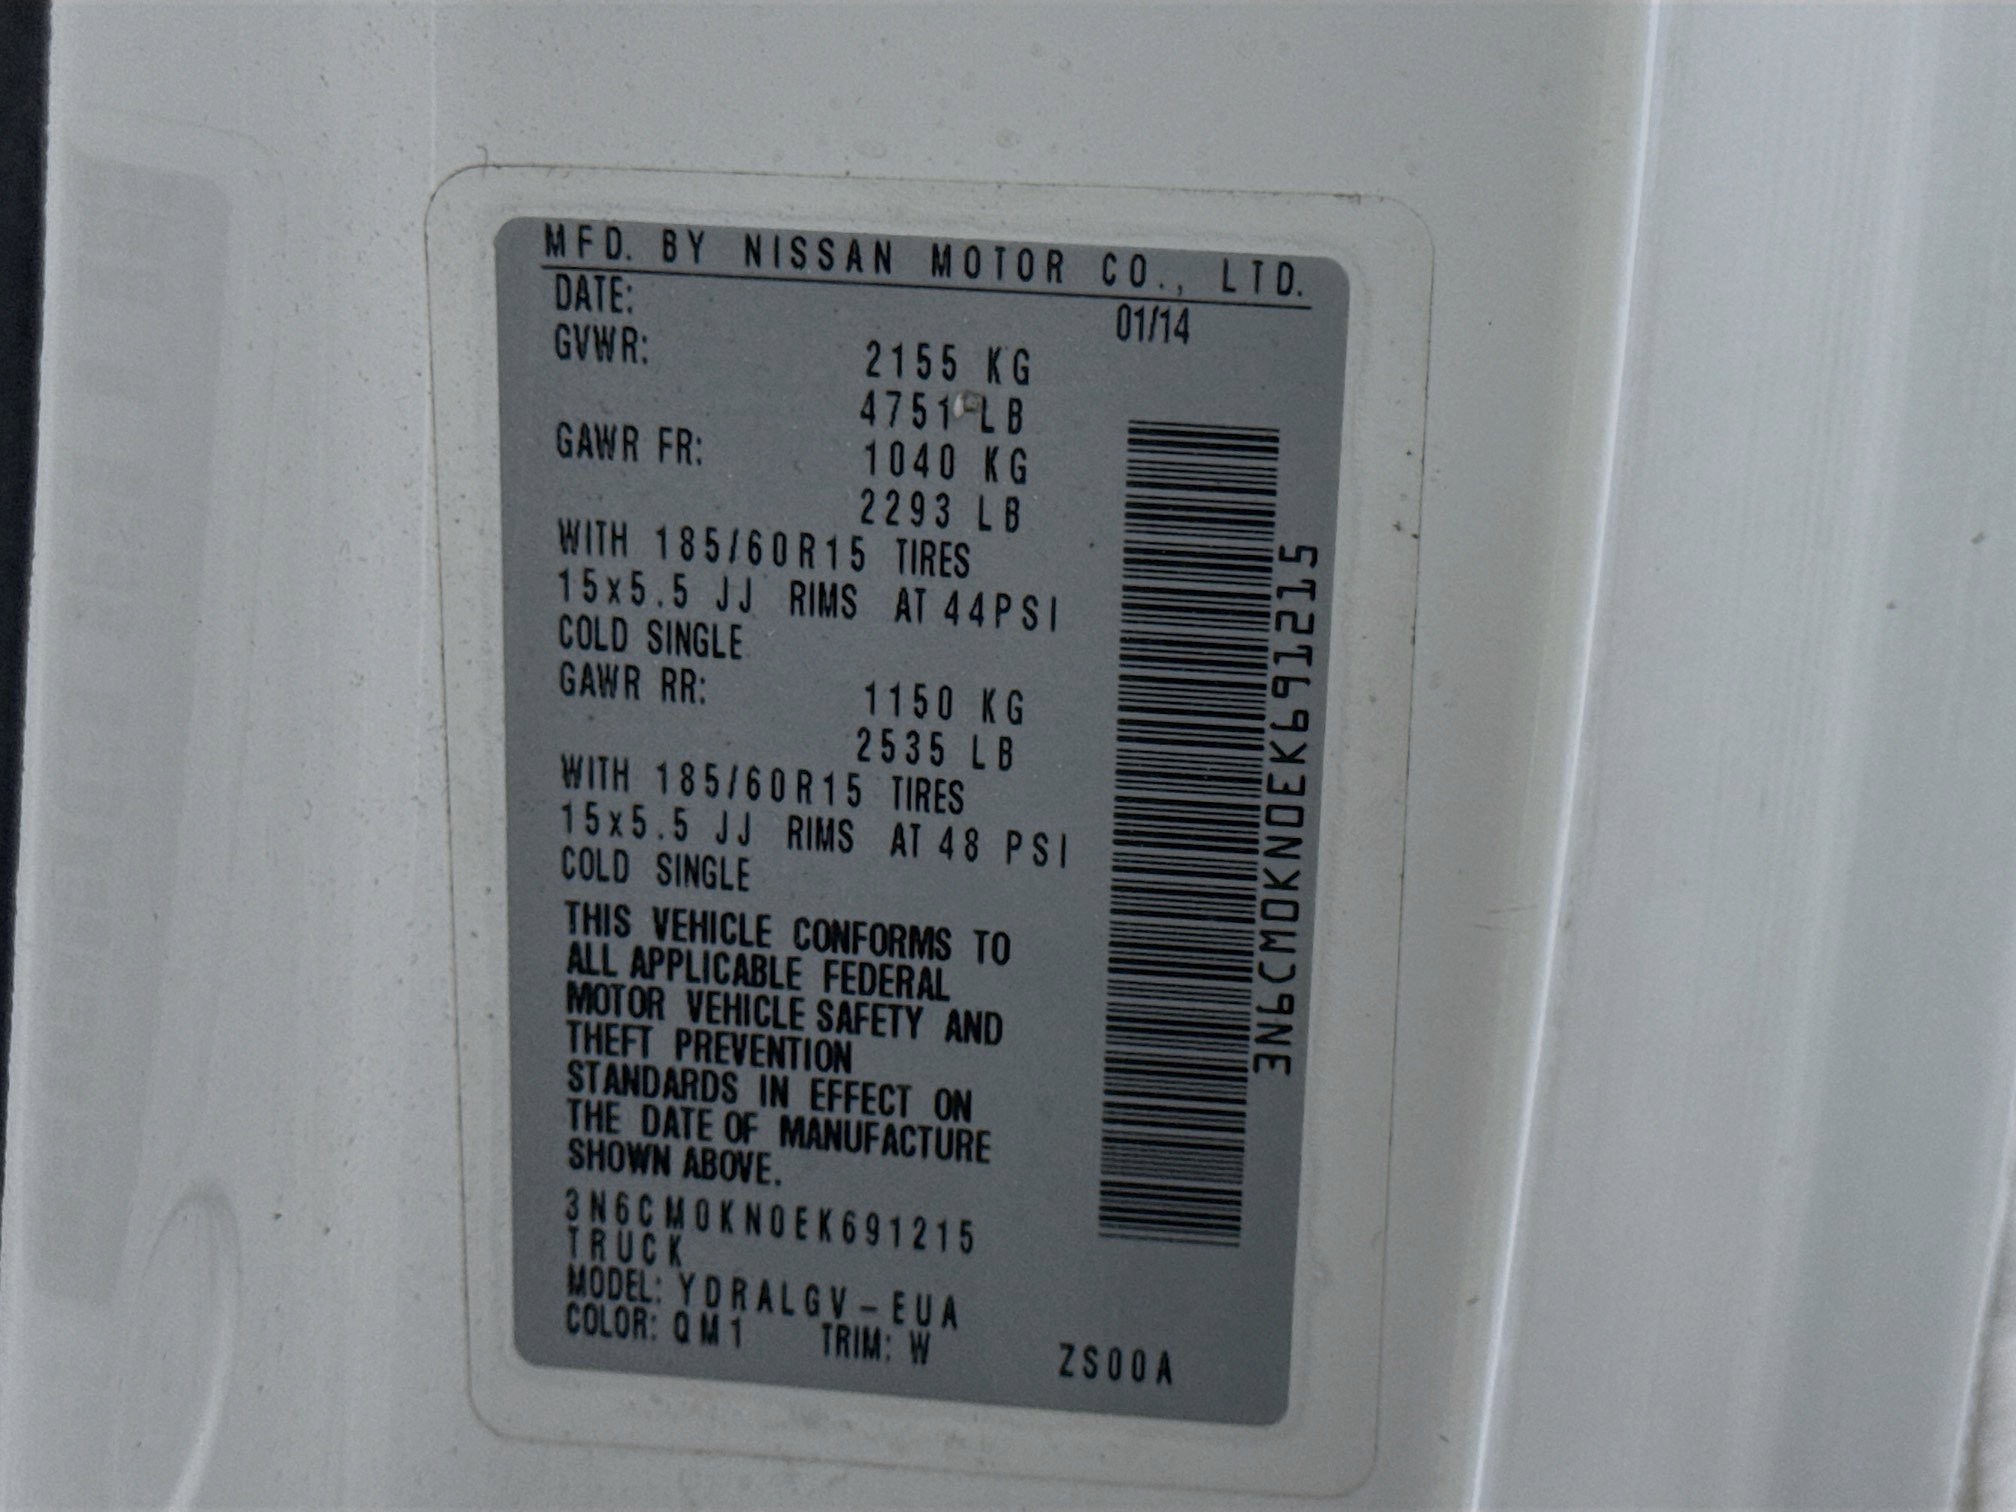 MFD. BY NISSAN MOTOR CO., LTD.
DATE: 01/14
GVWR: 2155 KG
4751 LB
GAWR FR: 1040 KG
2293 LB
WITH 185/60R15 TIRES
15x5.5 JJ RIMS AT 44PSI
COLD SINGLE
GAWR RR: 1150 KG
2535 LB
WITH 185/60R15 TIRES
15x5.5 JJ RIMS AT 48 PSI
COLD SINGLE
THIS VEHICLE CONFORMS TO
ALL APPLICABLE FEDERAL
MOTOR VEHICLE SAFETY AND
THEFT PREVENTION
STANDARDS IN EFFECT ON
THE DATE OF MANUFACTURE
SHOWN ABOVE.
3N6CM0KN0EK691215
TRUCK
MODEL: YDRALGV-EUA
COLOR: QM1 TRIM: W ZS00A
3N6CM0KN0EK691215